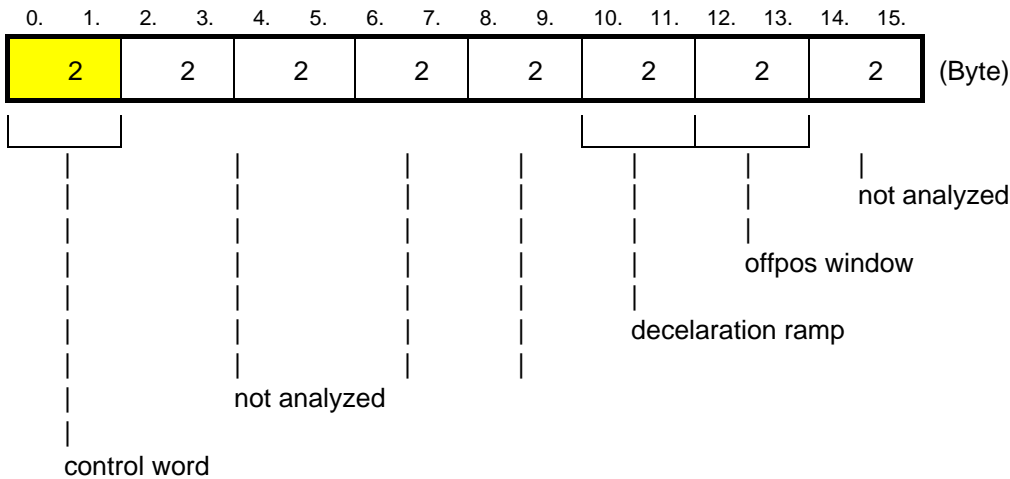 0. 1. 2. 3. 4. 5. 6. 7. 8. 9. 10. 11. 12. 13. 14. 15.
2 2 2 2 2 2 2 2 (Byte)
not analyzed
offpos window
decelaration ramp
not analyzed
control word